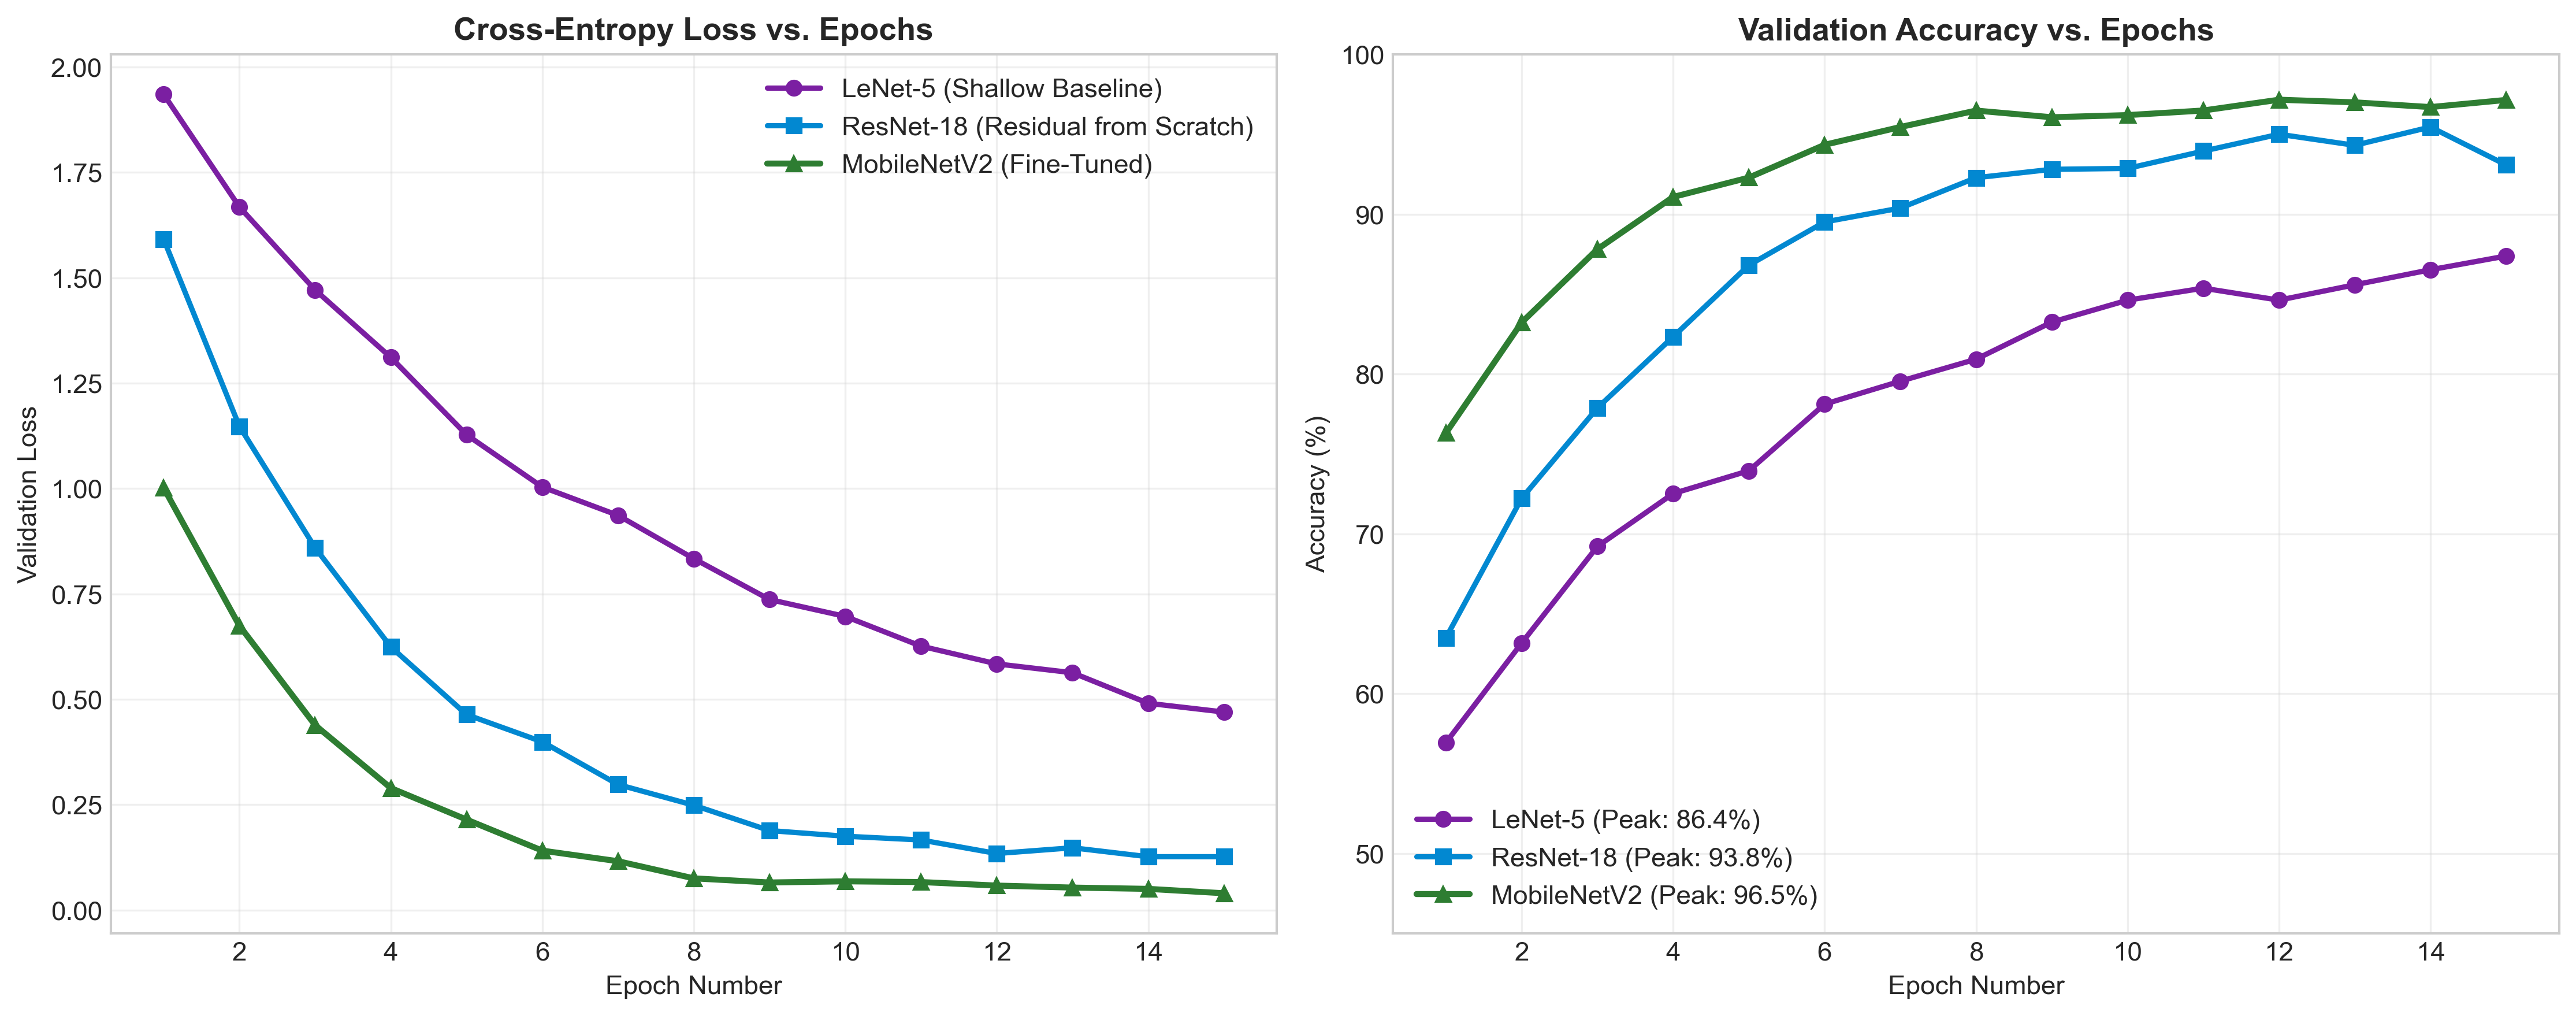 Cross-Entropy Loss vs. Epochs
2.00
1.75
1.50
1.25
1.00
0.75
0.50
0.25
0.00
Validation Loss
LeNet-5 (Shallow Baseline)
ResNet-18 (Residual from Scratch)
MobileNetV2 (Fine-Tuned)
2 4 6 8 10 12 14
Epoch Number
Validation Accuracy vs. Epochs
100
90
80
70
60
50
Accuracy (%)
LeNet-5 (Peak: 86.4%)
ResNet-18 (Peak: 93.8%)
MobileNetV2 (Peak: 96.5%)
2 4 6 8 10 12 14
Epoch Number